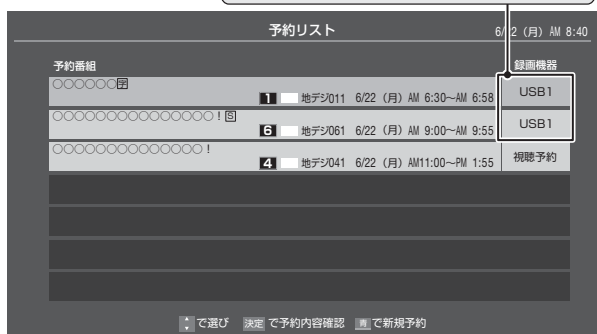 予約リスト
6/22 (月) AM 8:40
予約番組 録画機器
○○○○○○字
1 地デジ011 6/22 (月) AM 6:30〜AM 6:58 USB1
○○○○○○○○○○○○○○○！S
6 地デジ061 6/22 (月) AM 9:00〜AM 9:55 USB1
○○○○○○○○○○○○○○！
4 地デジ041 6/22 (月) AM11:00〜PM 1:55 視聴予約
で選び 決定 で予約内容確認 青 で新規予約